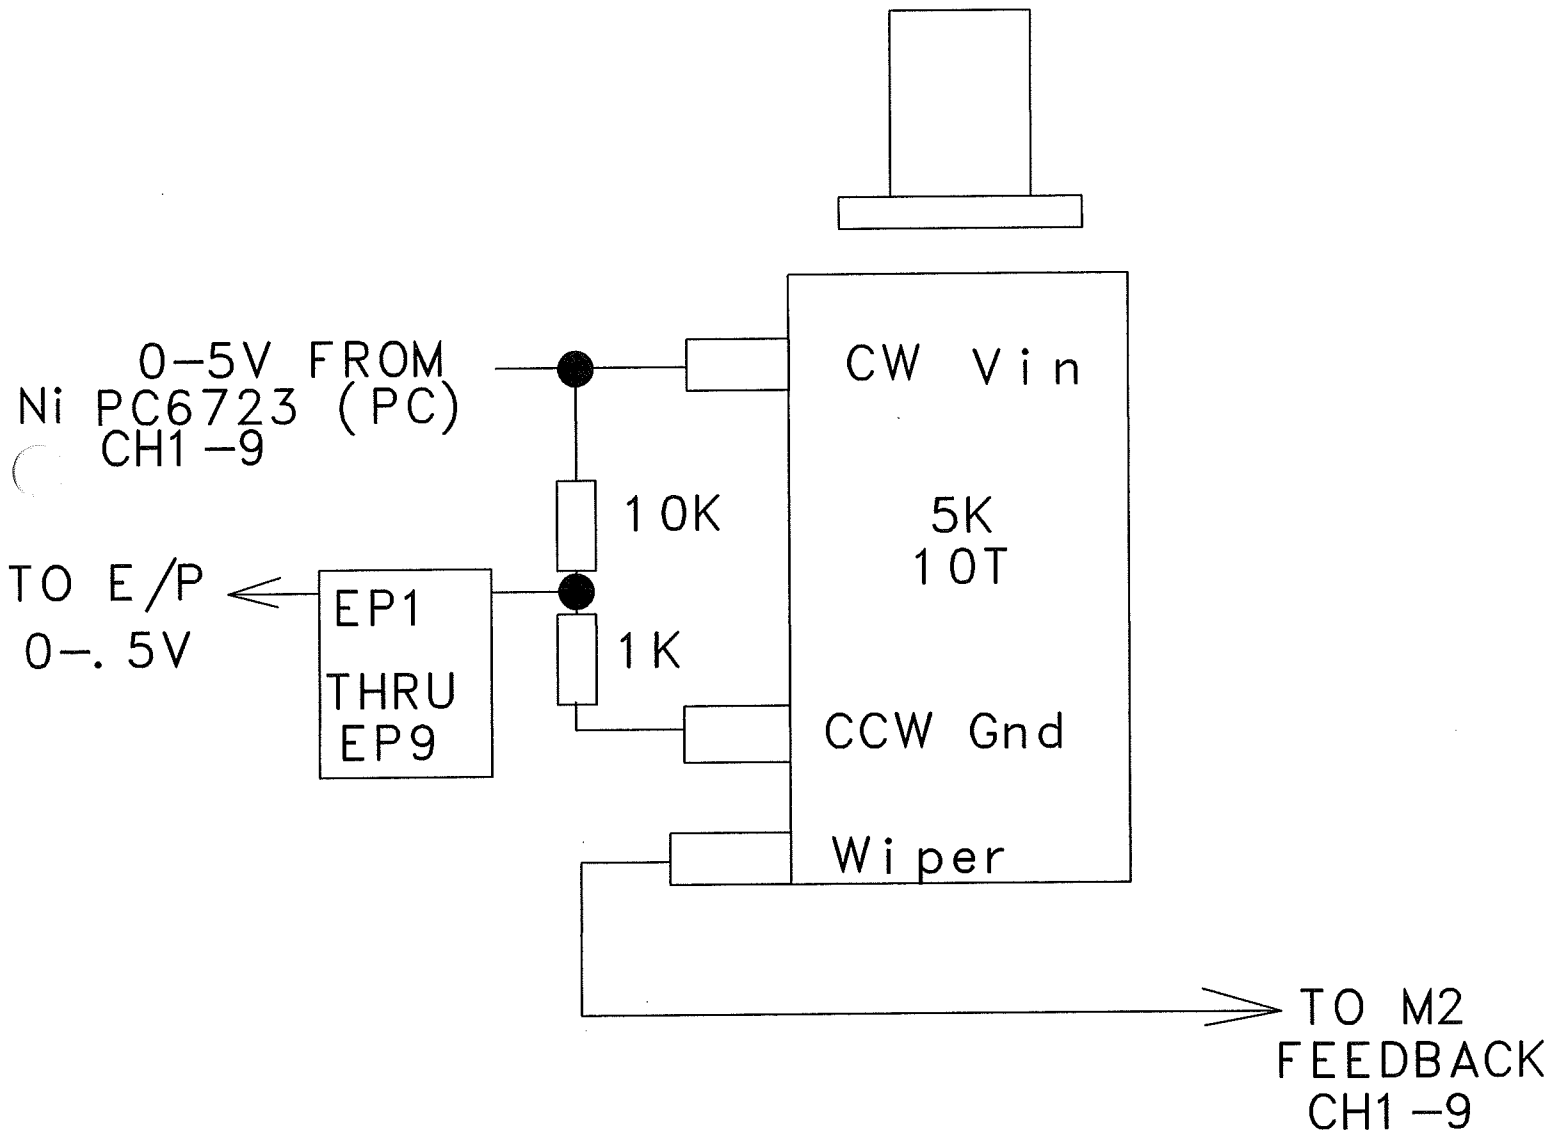 0-5V FROM
Ni PC6723 (PC)
CH1-9
CW Vin
10K
5K
10T
TO E/P
0-.5V
EP1
THRU
EP9
1K
CCW Gnd
Wiper
TO M2
FEEDBACK
CH1-9